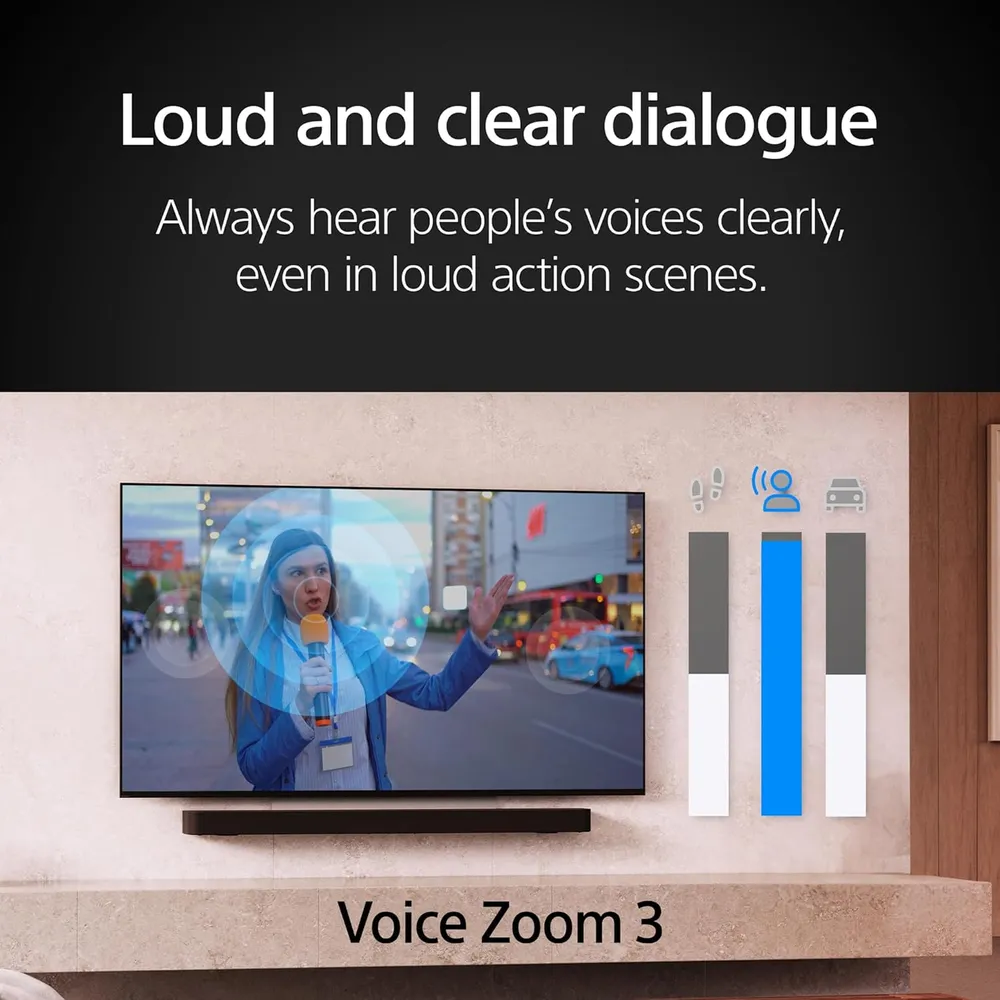 Loud and clear dialogue
Always hear people’s voices clearly,
even in loud action scenes.
Voice Zoom 3